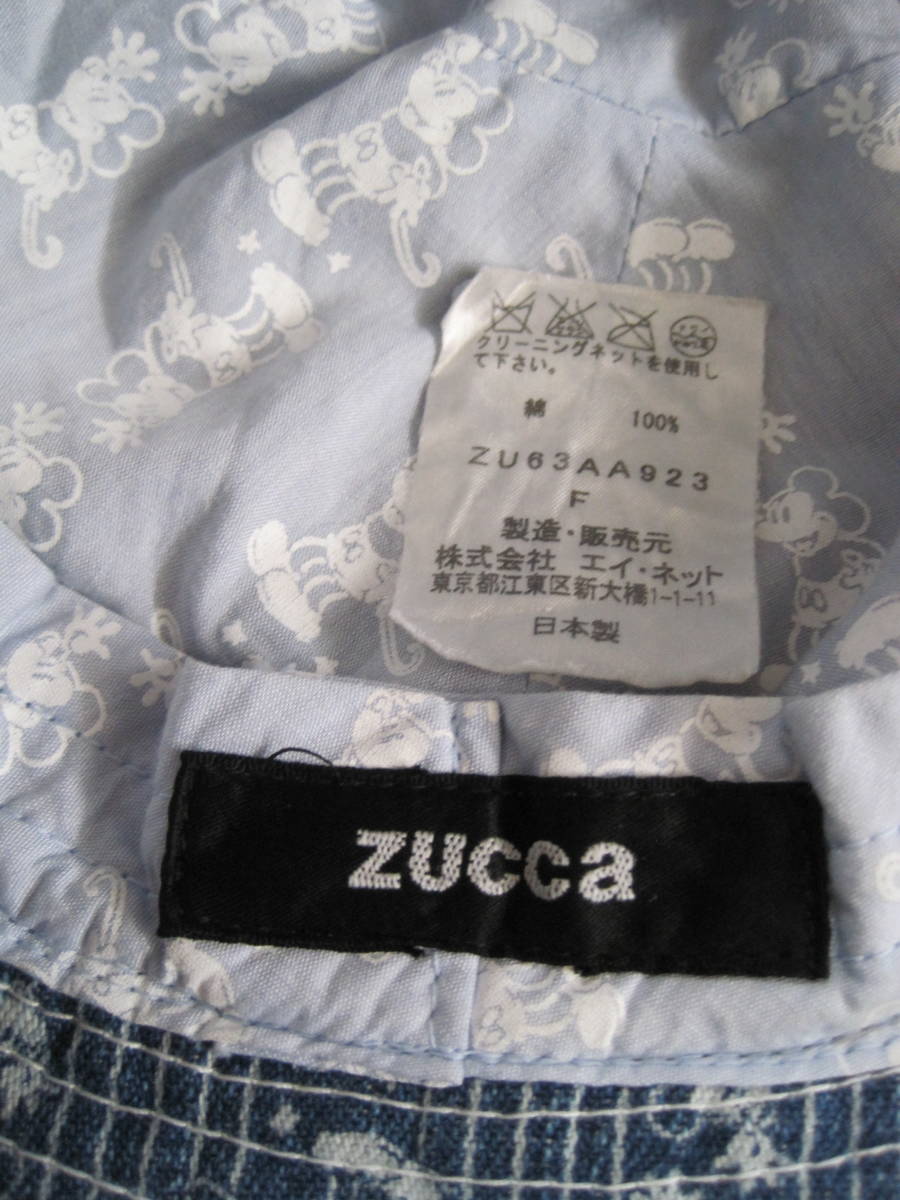 クリーニングネットを使用し
て下さい。
綿 100%
ZU63AA923
F
製造・販売元
株式会社 エイ・ネット
東京都江東区新大橋1-1-11
日本製
zucca